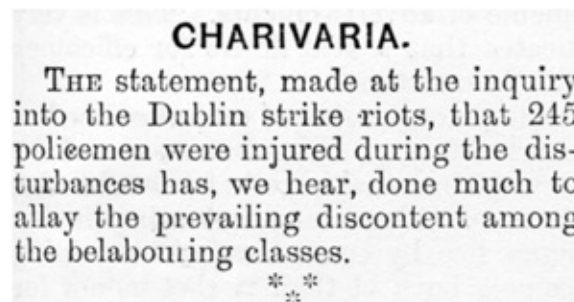 CHARIVARIA.
THE statement, made at the inquiry
into the Dublin strike riots, that 245
policemen were injured during the dis-
turbances has, we hear, done much to
allay the prevailing discontent among
the belabouring classes.
* * *